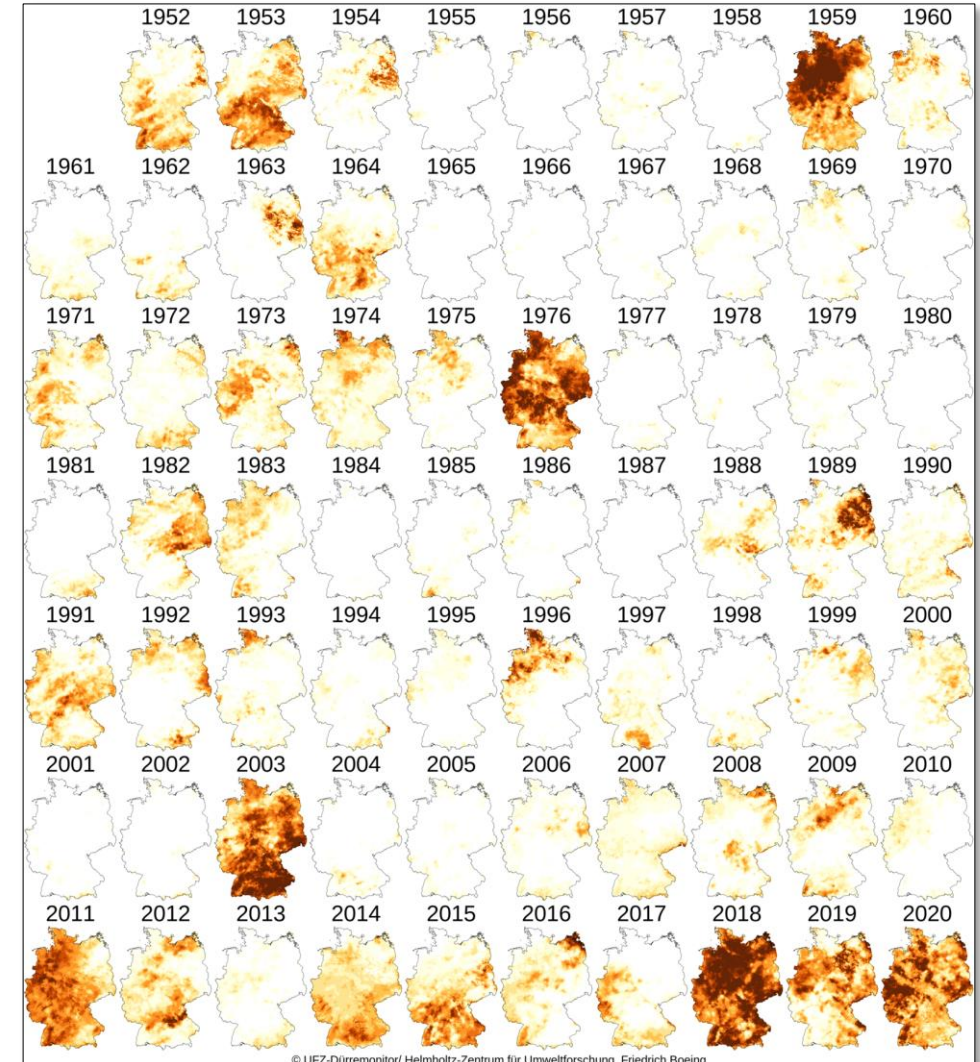 1952 1953 1954 1955 1956 1957 1958 1959 1960
1961 1962 1963 1964 1965 1966 1967 1968 1969 1970
1971 1972 1973 1974 1975 1976 1977 1978 1979 1980
1981 1982 1983 1984 1985 1986 1987 1988 1989 1990
1991 1992 1993 1994 1995 1996 1997 1998 1999 2000
2001 2002 2003 2004 2005 2006 2007 2008 2009 2010
2011 2012 2013 2014 2015 2016 2017 2018 2019 2020
© UFZ-Dürremonitor/ Helmholtz-Zentrum für Umweltforschung, Friedrich Boeing